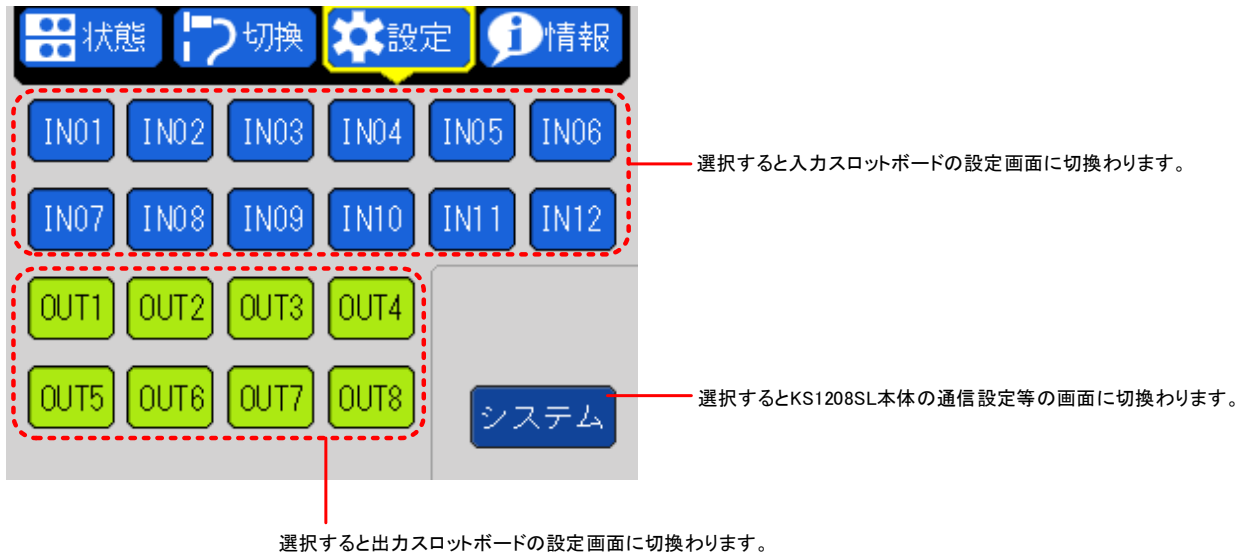 状態 切換 設定 情報
IN01 IN02 IN03 IN04 IN05 IN06
選択すると入力スロットボードの設定画面に切換わります。
IN07 IN08 IN09 IN10 IN11 IN12
OUT1 OUT2 OUT3 OUT4
OUT5 OUT6 OUT7 OUT8
システム
選択するとKS1208SL本体の通信設定等の画面に切換わります。
選択すると出力スロットボードの設定画面に切換わります。